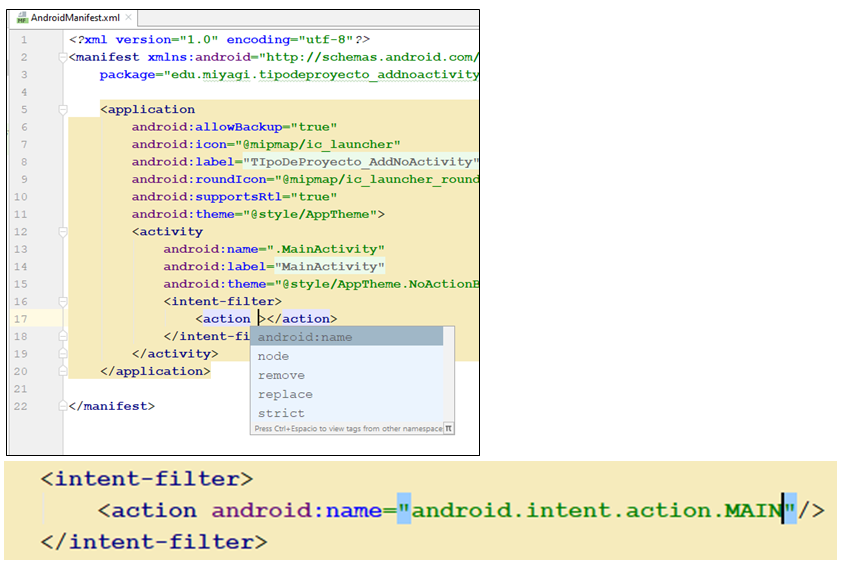 AndroidManifest.xml
1 <?xml version="1.0" encoding="utf-8"?>
2 <manifest xmlns:android="http://schemas.android.com/
3 package="edu.miyagi.tipodeproyecto_addnoactivity
4
5 <application
6 android:allowBackup="true"
7 android:icon="@mipmap/ic_launcher"
8 android:label="TIpoDeProyecto_AddNoActivity"
9 android:roundIcon="@mipmap/ic_launcher_round
10 android:supportsRtl="true"
11 android:theme="@style/AppTheme">
12 <activity
13 android:name=".MainActivity"
14 android:label="MainActivity"
15 android:theme="@style/AppTheme.NoActionB
16 <intent-filter>
17 <action ></action>
18 </intent-fi
19 </activity>
20 </application>
21
22 </manifest>
android:name
node
remove
replace
strict
Press Ctrl+Espacio to view tags from other namespaces π
<intent-filter>
<action android:name="android.intent.action.MAIN"/>
</intent-filter>